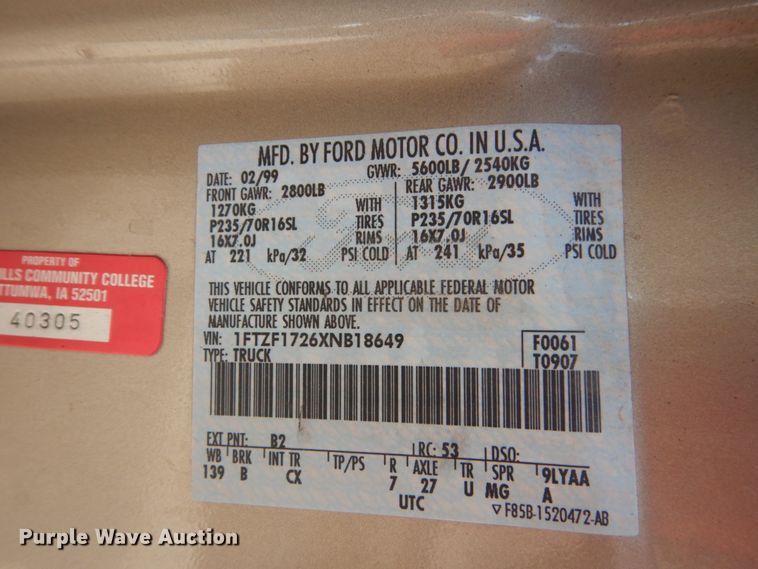 MFD. BY FORD MOTOR CO. IN U.S.A.
DATE: 02/99 GVWR: 5600LB/ 2540KG
FRONT GAWR: 2800LB REAR GAWR: 2900LB
1270KG WITH 1315KG WITH
P235/70R16SL TIRES P235/70R16SL TIRES
16X7.0J RIMS 16X7.0J RIMS
AT 221 kPa/32 PSI COLD AT 241 kPa/35 PSI COLD
THIS VEHICLE CONFORMS TO ALL APPLICABLE FEDERAL MOTOR
VEHICLE SAFETY STANDARDS IN EFFECT ON THE DATE OF
MANUFACTURE SHOWN ABOVE.
VIN: 1FTZF1726XNB18649 F0061
TYPE: TRUCK T0907
EXT PNT: B2 RC: 53 DSO:
WB BRK INT TR TP/PS R AXLE TR SPR 9LYAA
139 B CX 7 27 U MG A
UTC
▽F85B-1520472-AB
PROPERTY OF
ILLS COMMUNITY COLLEGE
TTUMWA, IA 52501
40305
Purple Wave Auction